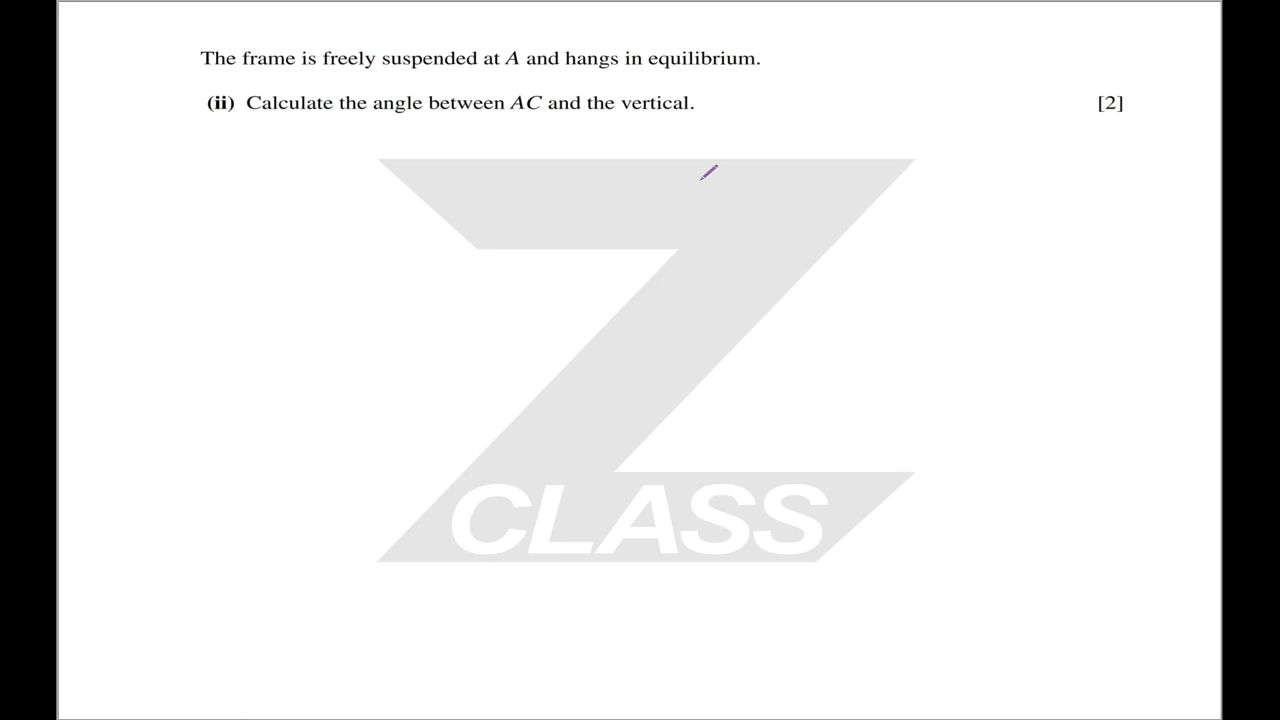 The frame is freely suspended at A and hangs in equilibrium.
(ii) Calculate the angle between AC and the vertical. [2]
CLASS